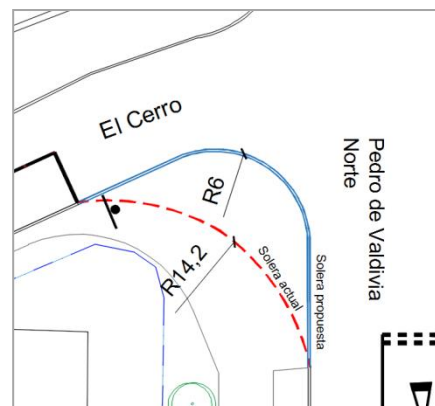 El Cerro
Pedro de Valdivia
Norte
R6
R14,2
Solera actual
Solera propuesta